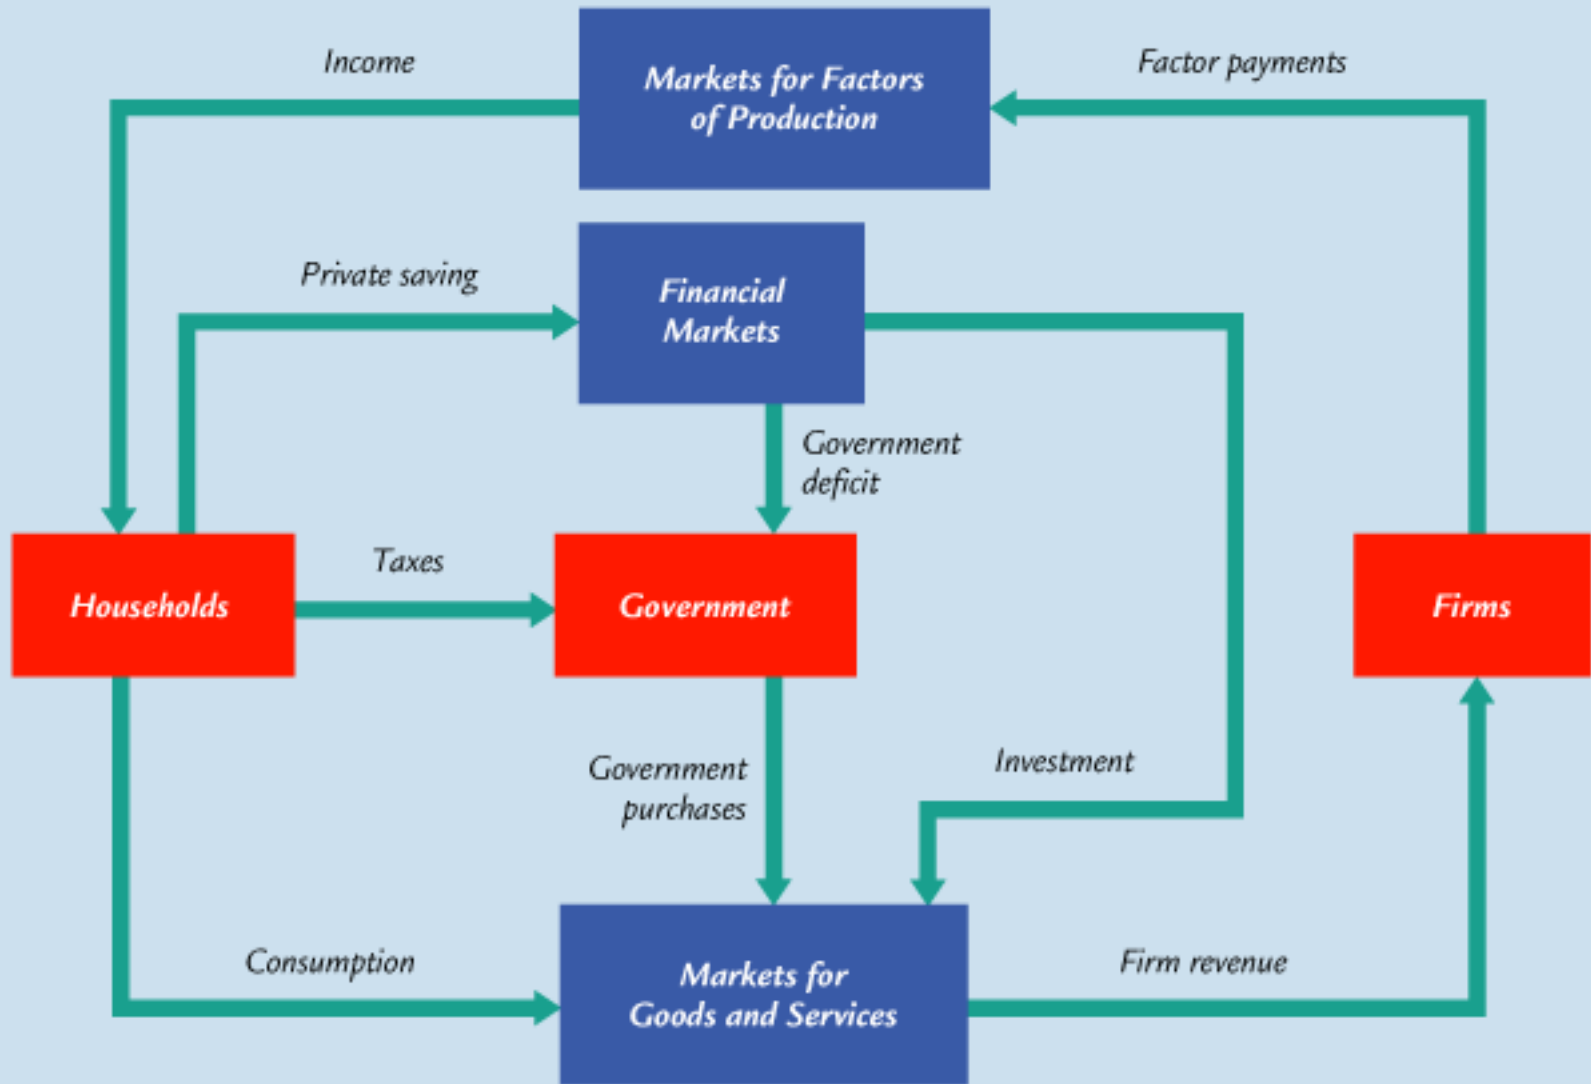 Income
Markets for Factors
of Production
Factor payments
Private saving
Financial
Markets
Government
deficit
Households
Taxes
Government
Firms
Government
purchases
Investment
Consumption
Markets for
Goods and Services
Firm revenue